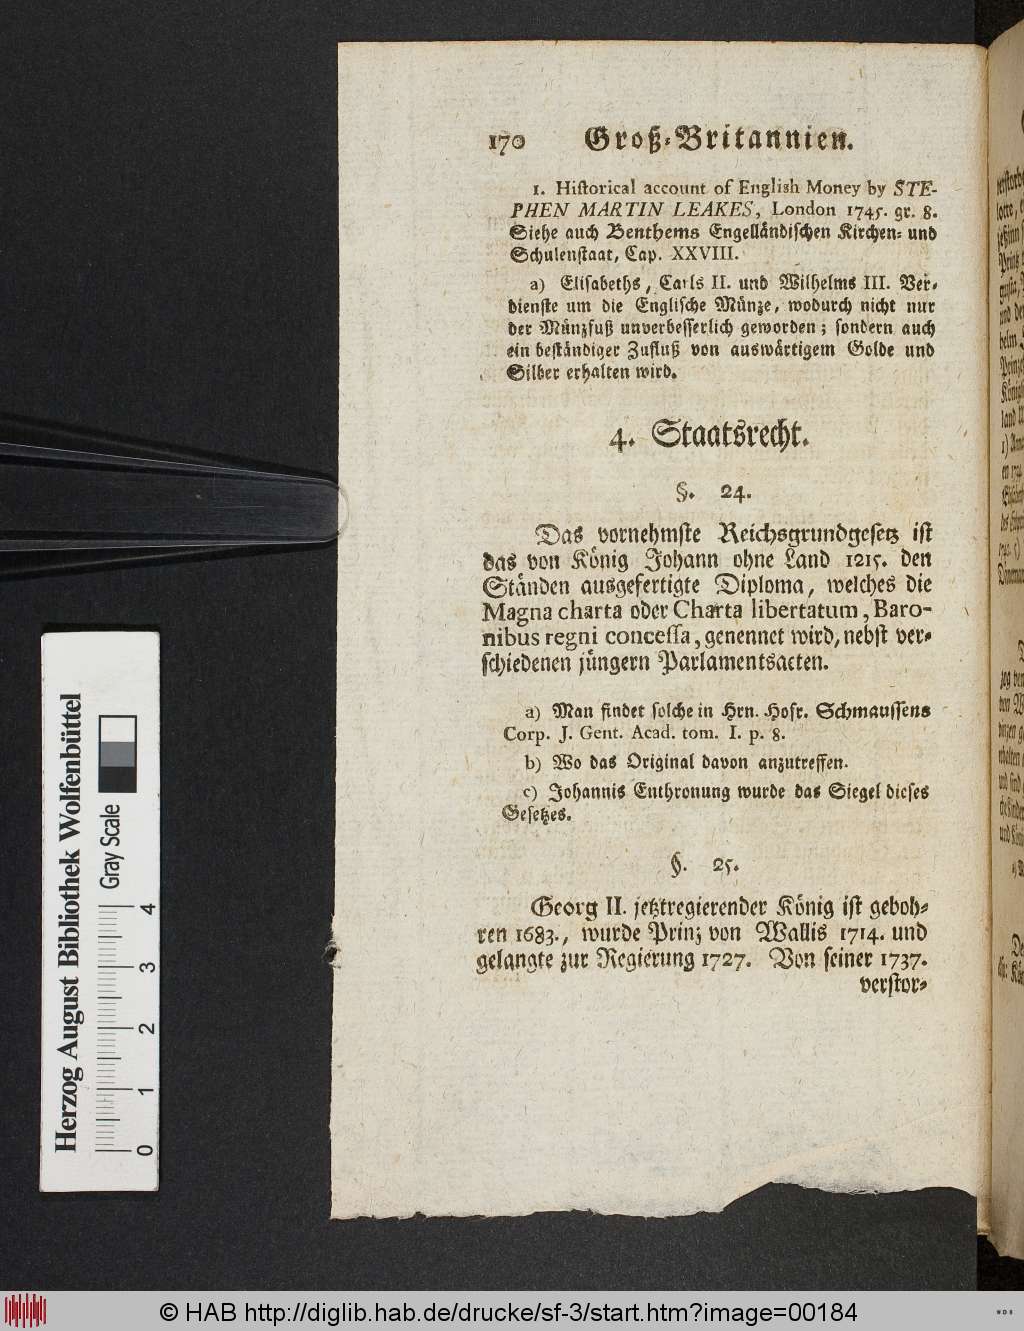 170 Groß-Britannien.
1. Historical account of English Money by STE-
PHEN MARTIN LEAKES, London 1745. gr. 8.
Siehe auch Benthems Engelländischen Kirchen- und
Schulenstaat, Cap. XXVIII.
a) Elisabeths, Carls II. und Wilhelms III. Ver-
dienste um die Englische Münze, wodurch nicht nur
der Münzfuß unverbesserlich geworden; sondern auch
ein beständiger Zufluß von auswärtigem Golde und
Silber erhalten wird.
4. Staatsrecht.
§. 24.
Das vornehmste Reichsgrundgesetz ist
das von König Johann ohne Land 1215. den
Ständen ausgefertigte Diploma, welches die
Magna charta oder Charta libertatum, Baro-
nibus regni concessa, genennet wird, nebst ver-
schiedenen jüngern Parlamentsacten.
a) Man findet solche in Hrn. Hofr. Schmaussens
Corp. J. Gent. Acad. tom. I. p. 8.
b) Wo das Original davon anzutreffen.
c) Johannis Enthronung wurde das Siegel dieses
Gesetzes.
§. 25.
Georg II. jetztregierender König ist geboh-
ren 1683., wurde Prinz von Wallis 1714. und
gelangte zur Regierung 1727. Von seiner 1737.
verstor-
Herzog August Bibliothek Wolfenbüttel
Gray Scale
0 1 2 3 4
© HAB http://diglib.hab.de/drucke/sf-3/start.htm?image=00184